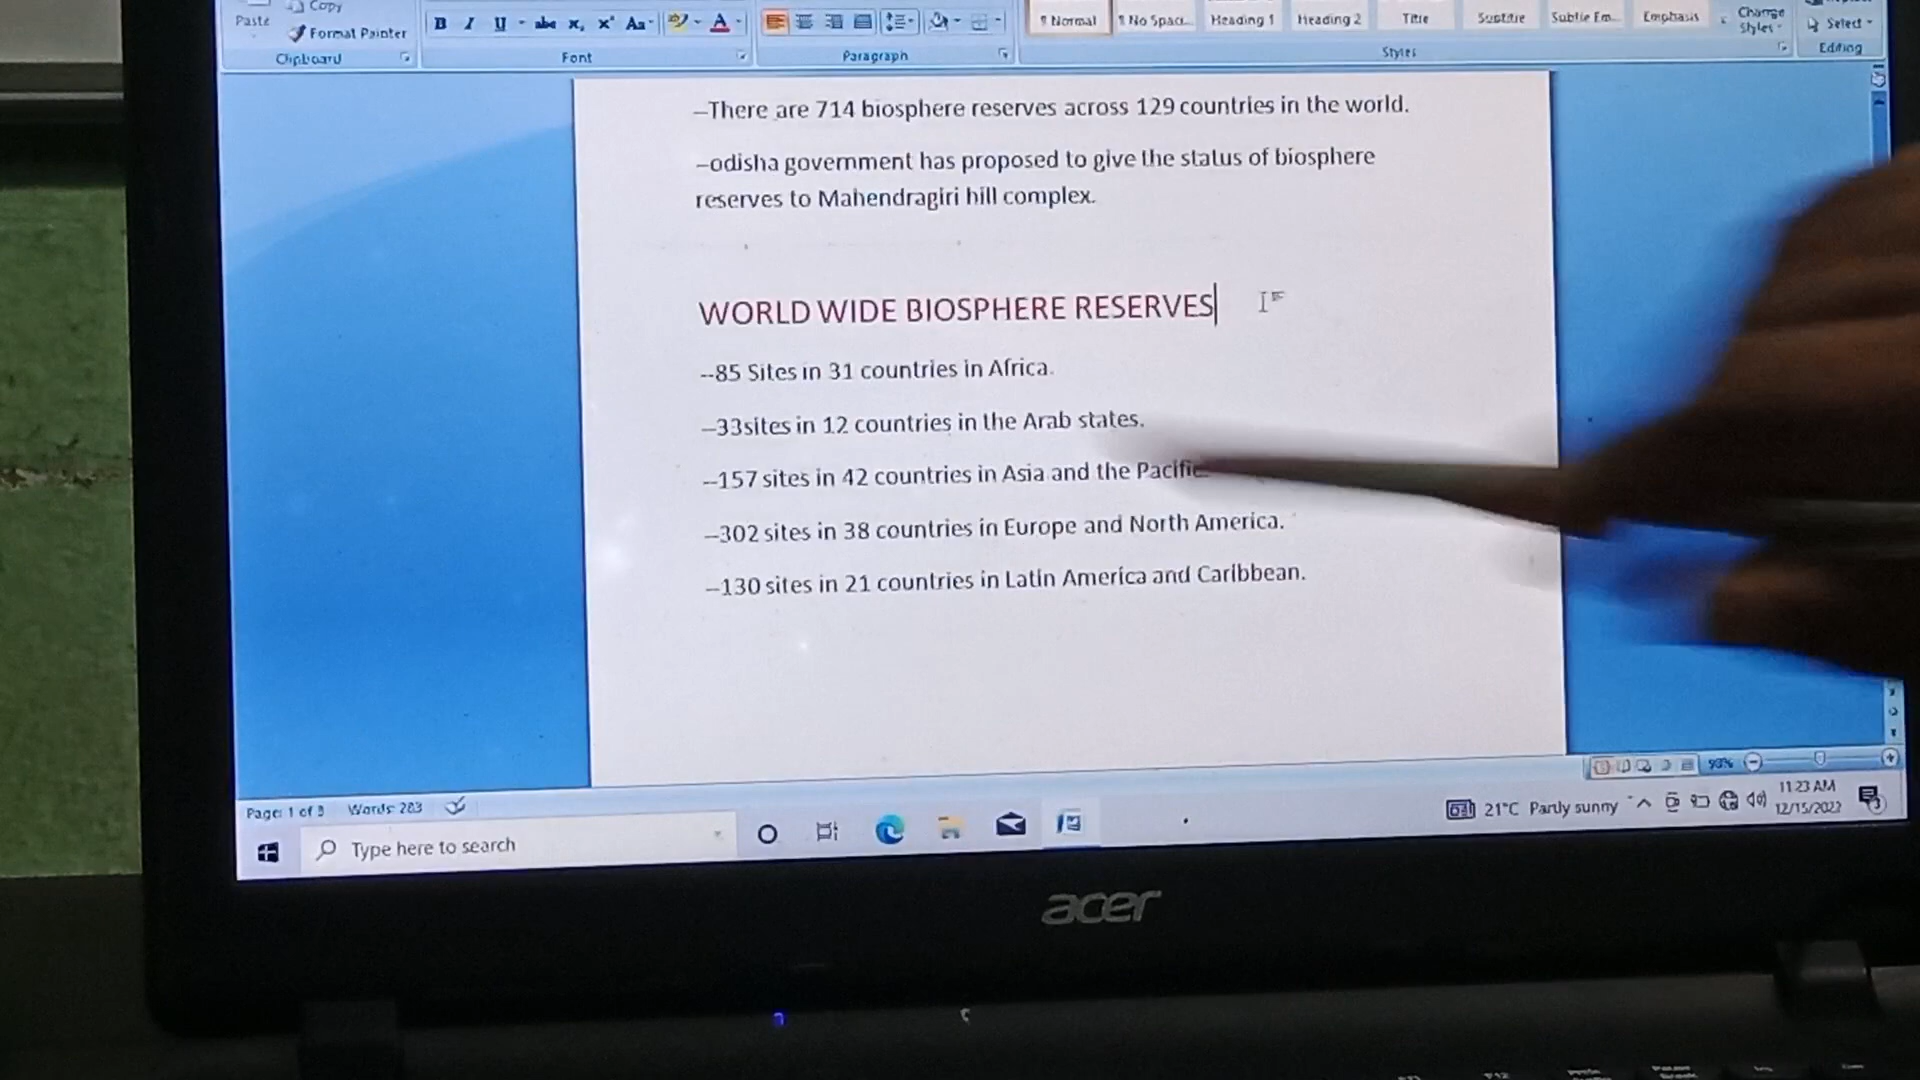 Copy
Paste
Format Painter
Clipboard
Font
Paragraph
¶ Normal
¶ No Spaci...
Heading 1
Heading 2
Title
Subtitle
Subtle Em...
Emphasis
Change
Styles
Styles
Select
Editing
–There are 714 biosphere reserves across 129 countries in the world.
–odisha government has proposed to give the status of biosphere
reserves to Mahendragiri hill complex.
WORLD WIDE BIOSPHERE RESERVES
--85 Sites in 31 countries in Africa.
–33sites in 12 countries in the Arab states.
–157 sites in 42 countries in Asia and the Pacific
–302 sites in 38 countries in Europe and North America.
–130 sites in 21 countries in Latin America and Caribbean.
Words: 283
93%
Type here to search
21°C Partly sunny
11:23 AM
12/15/2022
acer